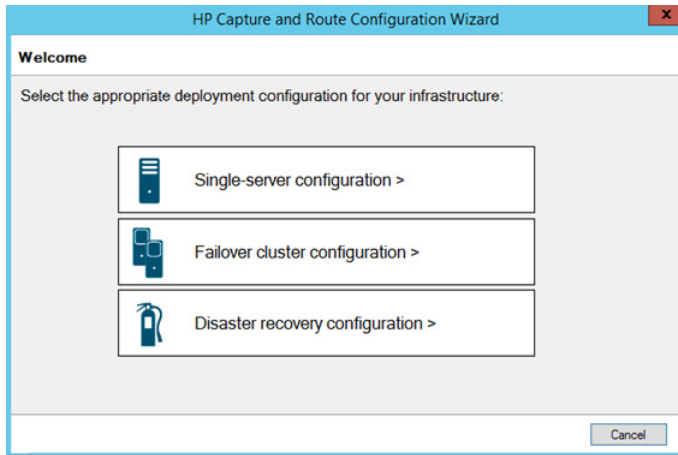 HP Capture and Route Configuration Wizard
x
Welcome
Select the appropriate deployment configuration for your infrastructure:
Single-server configuration >
Failover cluster configuration >
Disaster recovery configuration >
Cancel